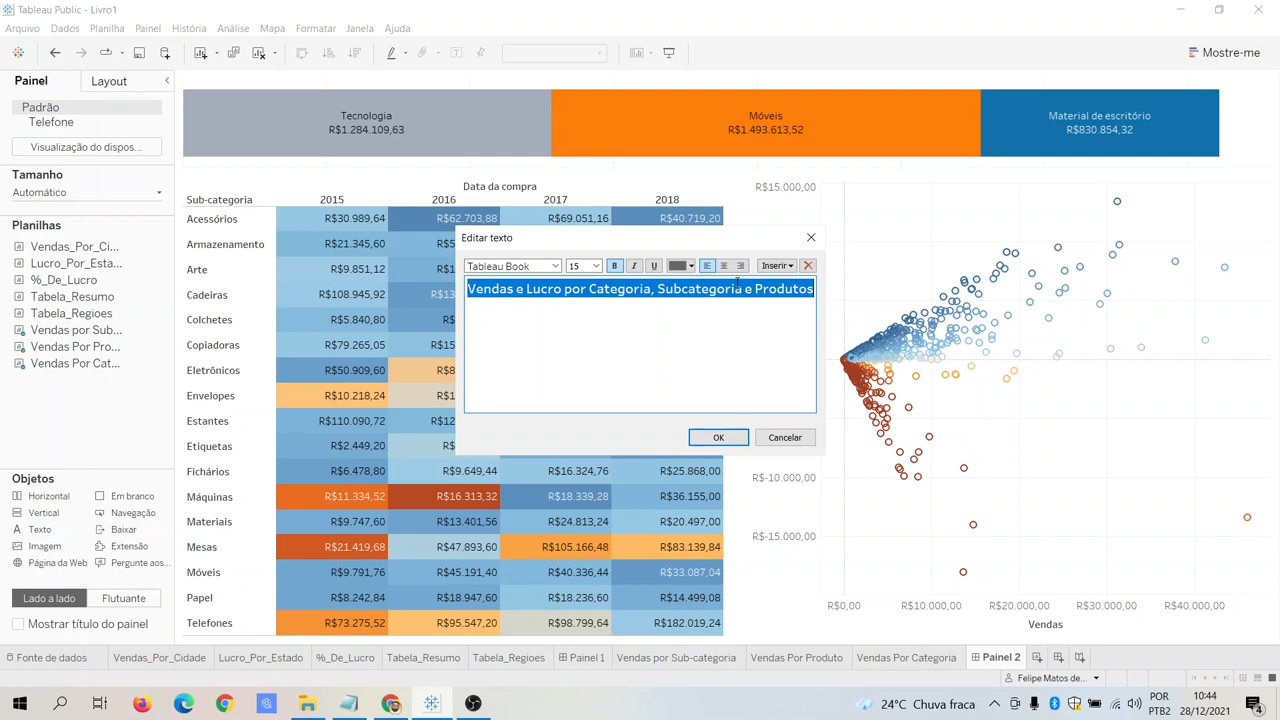 Tableau Public - Livro1
Arquivo Dados Planilha Painel História Análise Mapa Formatar Janela Ajuda
Mostre-me
Painel Layout
Padrão
Telefone
Visualização do dispos...
Tamanho
Automático
Planilhas
Vendas_Por_Ci...
Lucro_Por_Esta...
%_De_Lucro
Tabela_Resumo
Tabela_Regioes
Vendas por Sub...
Vendas Por Pro...
Vendas Por Cat...
Objetos
Horizontal Em branco
Vertical Navegação
Texto Baixar
Imagem Extensão
Página da Web Pergunte aos...
Lado a lado Flutuante
Mostrar título do painel
Tecnologia
R$1.284.109,63
Móveis
R$1.493.613,52
Material de escritório
R$830.854,32
Data da compra
Sub-categoria 2015 2016 2017 2018
Acessórios R$30.989,64 R$62.703,88 R$69.051,16 R$40.719,20
Armazenamento R$21.345,60 R$5
Arte R$9.851,12 R$
Cadeiras R$108.945,92 R$13
Colchetes R$5.840,80 R$
Copiadoras R$79.265,05 R$15
Eletrônicos R$50.909,60 R$8
Envelopes R$10.218,24 R$1
Estantes R$110.090,72 R$12
Etiquetas R$2.449,20 R$
Fichários R$6.478,80 R$9.649,44 R$16.324,76 R$25.868,00
Máquinas R$11.334,52 R$16.313,32 R$18.339,28 R$36.155,00
Materiais R$9.747,60 R$13.401,56 R$24.813,24 R$20.497,00
Mesas R$21.419,68 R$47.893,60 R$105.166,48 R$83.139,84
Móveis R$9.791,76 R$45.191,40 R$40.336,44 R$33.087,04
Papel R$8.242,84 R$18.947,60 R$18.236,60 R$14.499,08
Telefones R$73.275,52 R$95.547,20 R$98.799,64 R$182.019,24
Editar texto
Tableau Book 15 B I U Inserir
Vendas e Lucro por Categoria, Subcategoria e Produtos
OK Cancelar
R$15.000,00
R$-10.000,00
R$-15.000,00
R$0,00 R$10.000,00 R$20.000,00 R$30.000,00 R$40.000,00
Vendas
Fonte de dados Vendas_Por_Cidade Lucro_Por_Estado %_De_Lucro Tabela_Resumo Tabela_Regioes Painel 1 Vendas por Sub-categoria Vendas Por Produto Vendas Por Categoria Painel 2
Felipe Matos de...
24°C Chuva fraca
POR
PTB2
10:44
28/12/2021
4